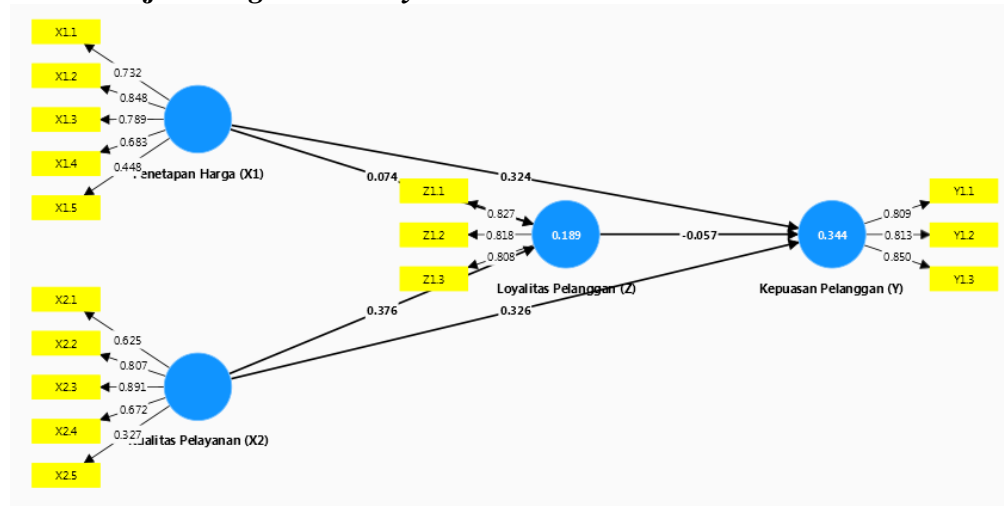 X1.1
X1.2
X1.3
X1.4
X1.5
0.732
0.848
0.789
0.683
0.448
enetapan Harga (X1)
0.074
0.324
Z1.1
Z1.2
Z1.3
0.827
0.818
0.808
0.189
Loyalitas Pelanggan (Z)
-0.057
0.344
Kepuasan Pelanggan (Y)
0.809
0.813
0.850
Y1.1
Y1.2
Y1.3
0.376
0.326
X2.1
X2.2
X2.3
X2.4
X2.5
0.625
0.807
0.891
0.672
0.327
alitas Pelayanan (X2)